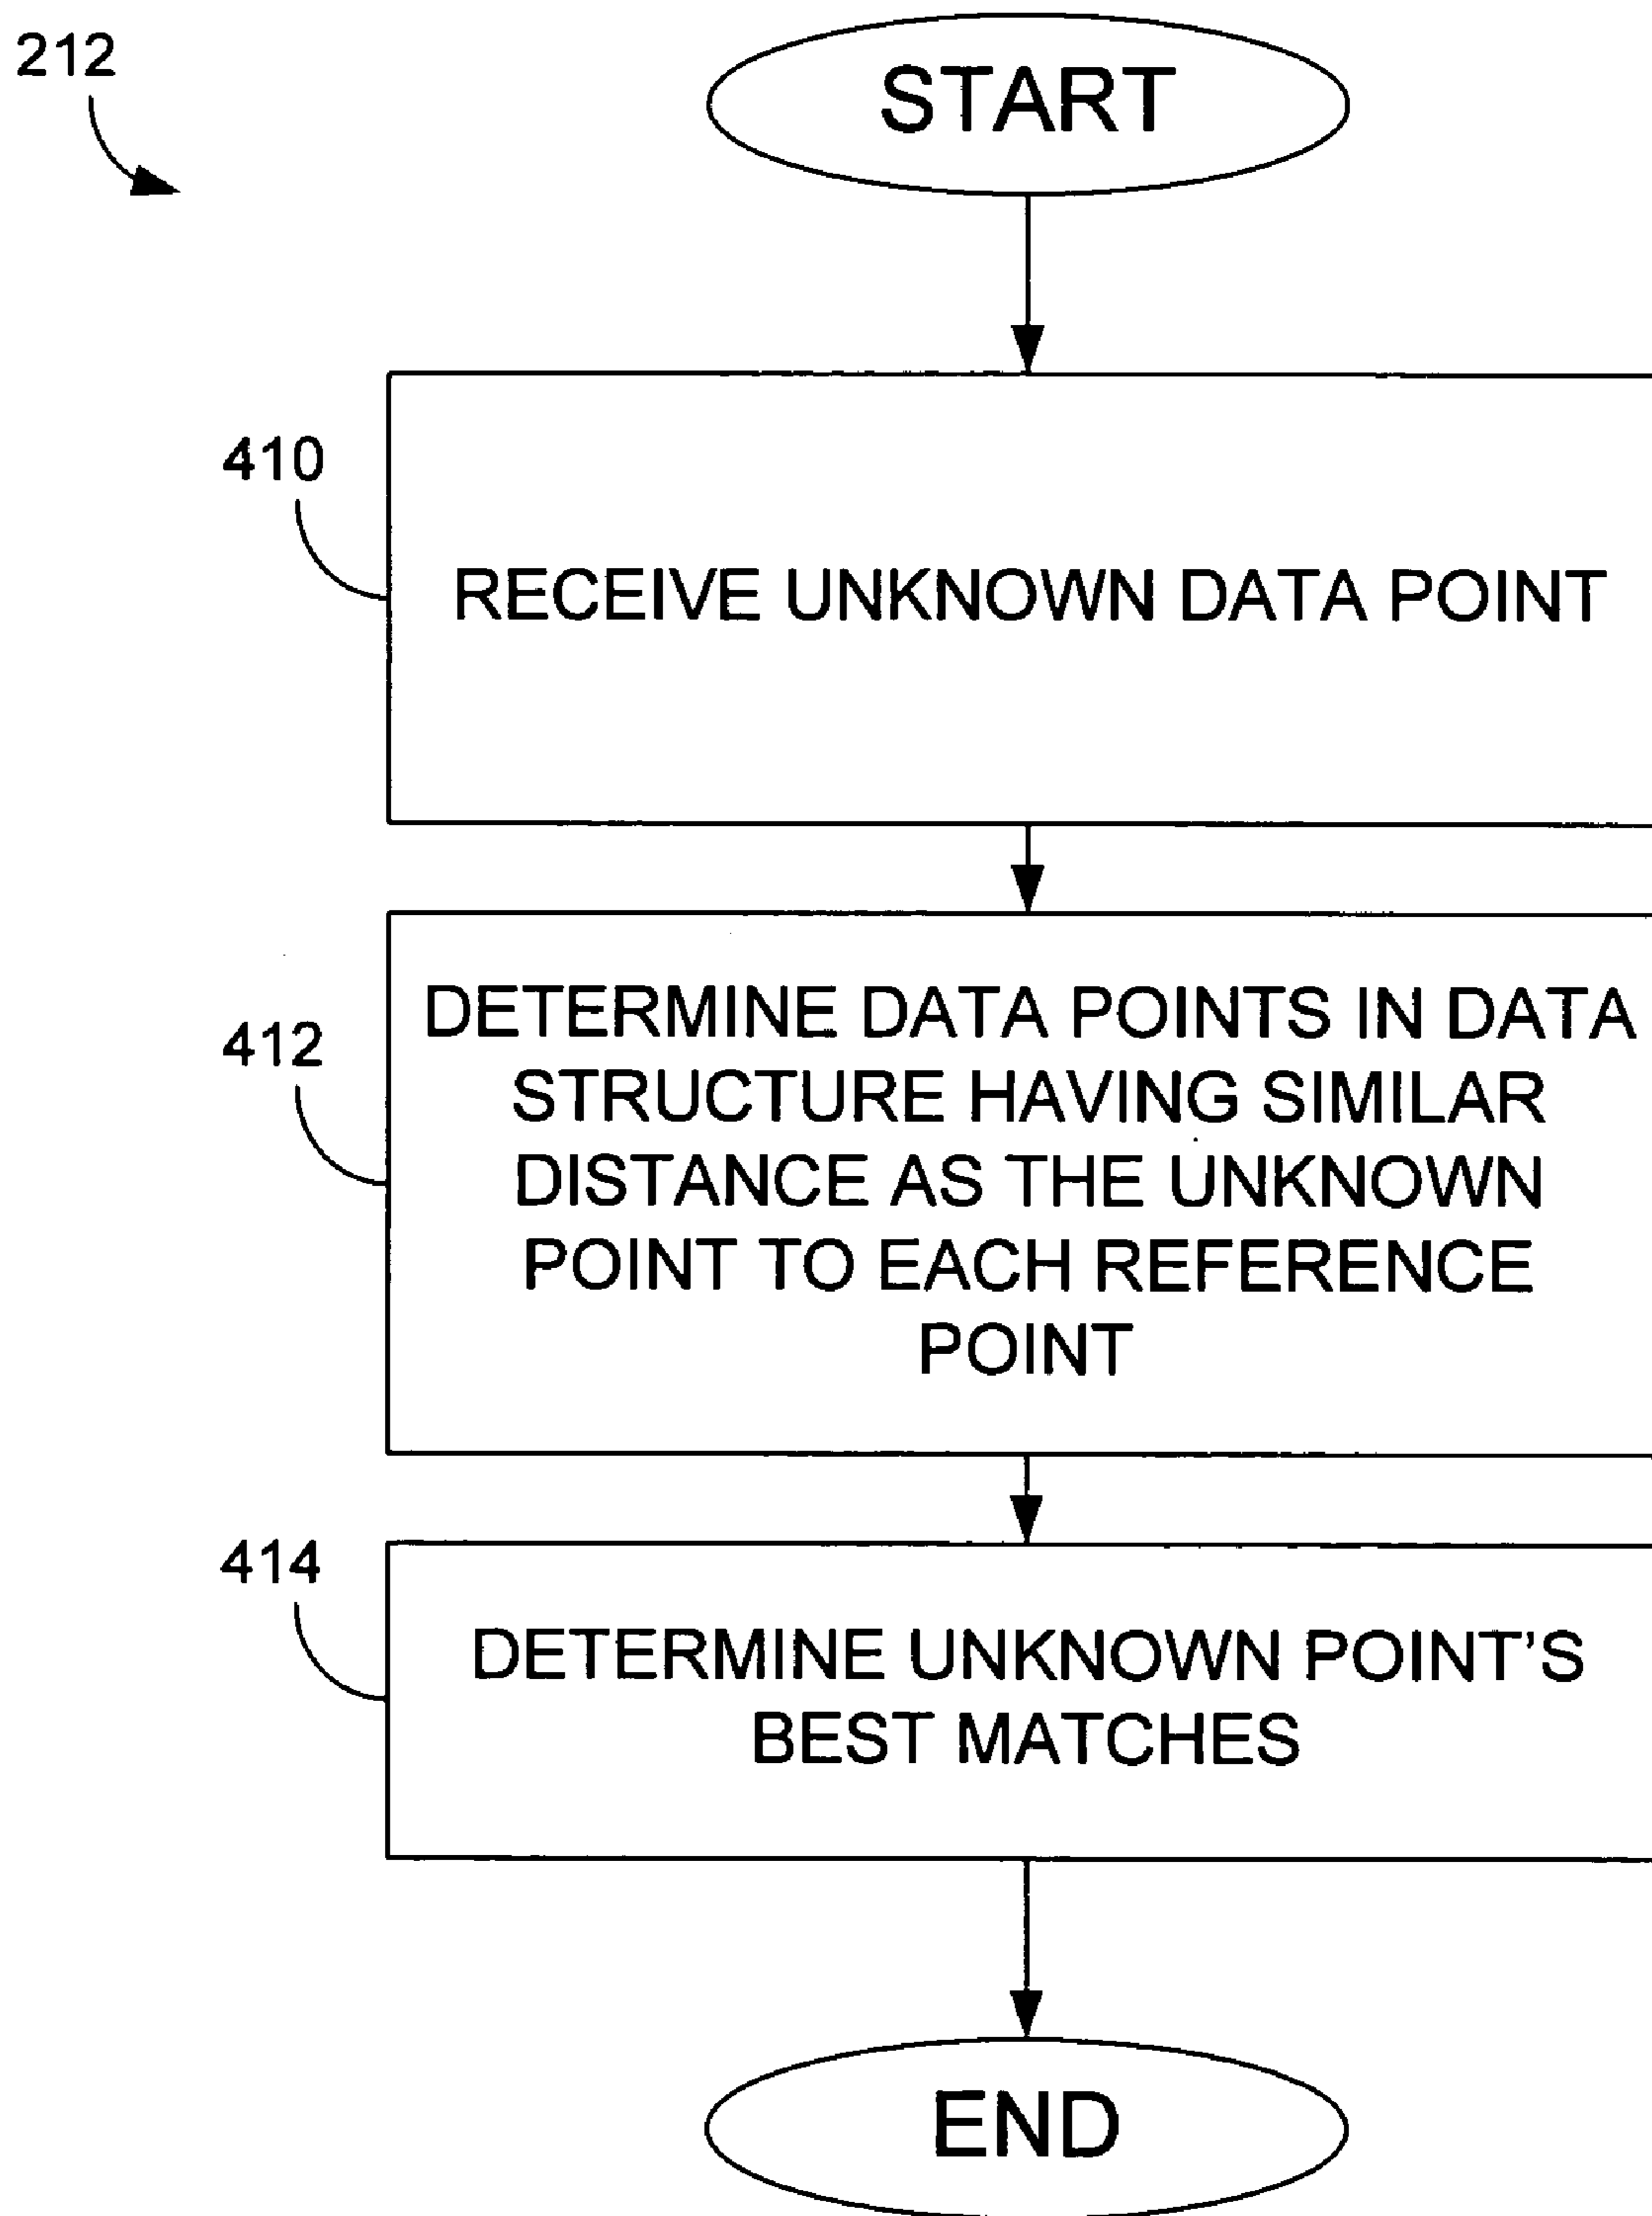 212
START
410
RECEIVE UNKNOWN DATA POINT
412
DETERMINE DATA POINTS IN DATA
STRUCTURE HAVING SIMILAR
DISTANCE AS THE UNKNOWN
POINT TO EACH REFERENCE
POINT
414
DETERMINE UNKNOWN POINT'S
BEST MATCHES
END